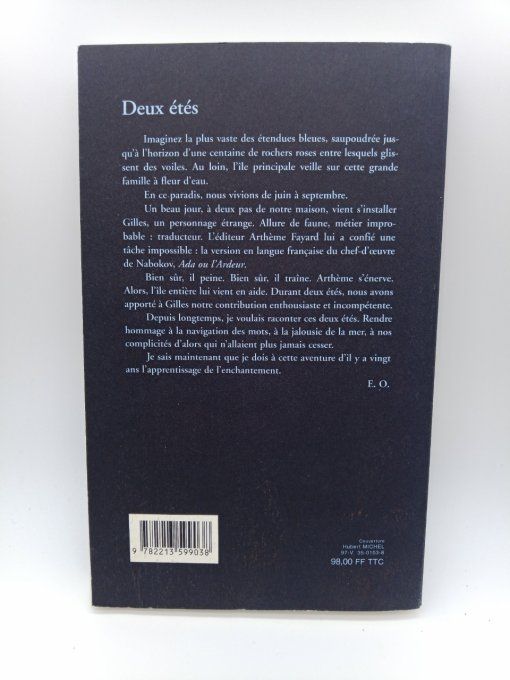 Deux étés
Imaginez la plus vaste des étendues bleues, saupoudrée jus-
qu'à l'horizon d'une centaine de rochers roses entre lesquels glis-
sent des voiles. Au loin, l'île principale veille sur cette grande
famille à fleur d'eau.
En ce paradis, nous vivions de juin à septembre.
Un beau jour, à deux pas de notre maison, vient s'installer
Gilles, un personnage étrange. Allure de faune, métier impro-
bable : traducteur. L'éditeur Arthème Fayard lui a confié une
tâche impossible : la version en langue française du chef-d'œuvre
de Nabokov, Ada ou l'Ardeur.
Bien sûr, il peine. Bien sûr, il traîne. Arthème s'énerve.
Alors, l'île entière lui vient en aide. Durant deux étés, nous avons
apporté à Gilles notre contribution enthousiaste et incompétente.
Depuis longtemps, je voulais raconter ces deux étés. Rendre
hommage à la navigation des mots, à la jalousie de la mer, à nos
complicités d'alors qui n'allaient plus jamais cesser.
Je sais maintenant que je dois à cette aventure d'il y a vingt
ans l'apprentissage de l'enchantement.
E. O.
9 782213 599038
Couverture
Hubert MICHEL
97-V 35-0163-8
98,00 FF TTC